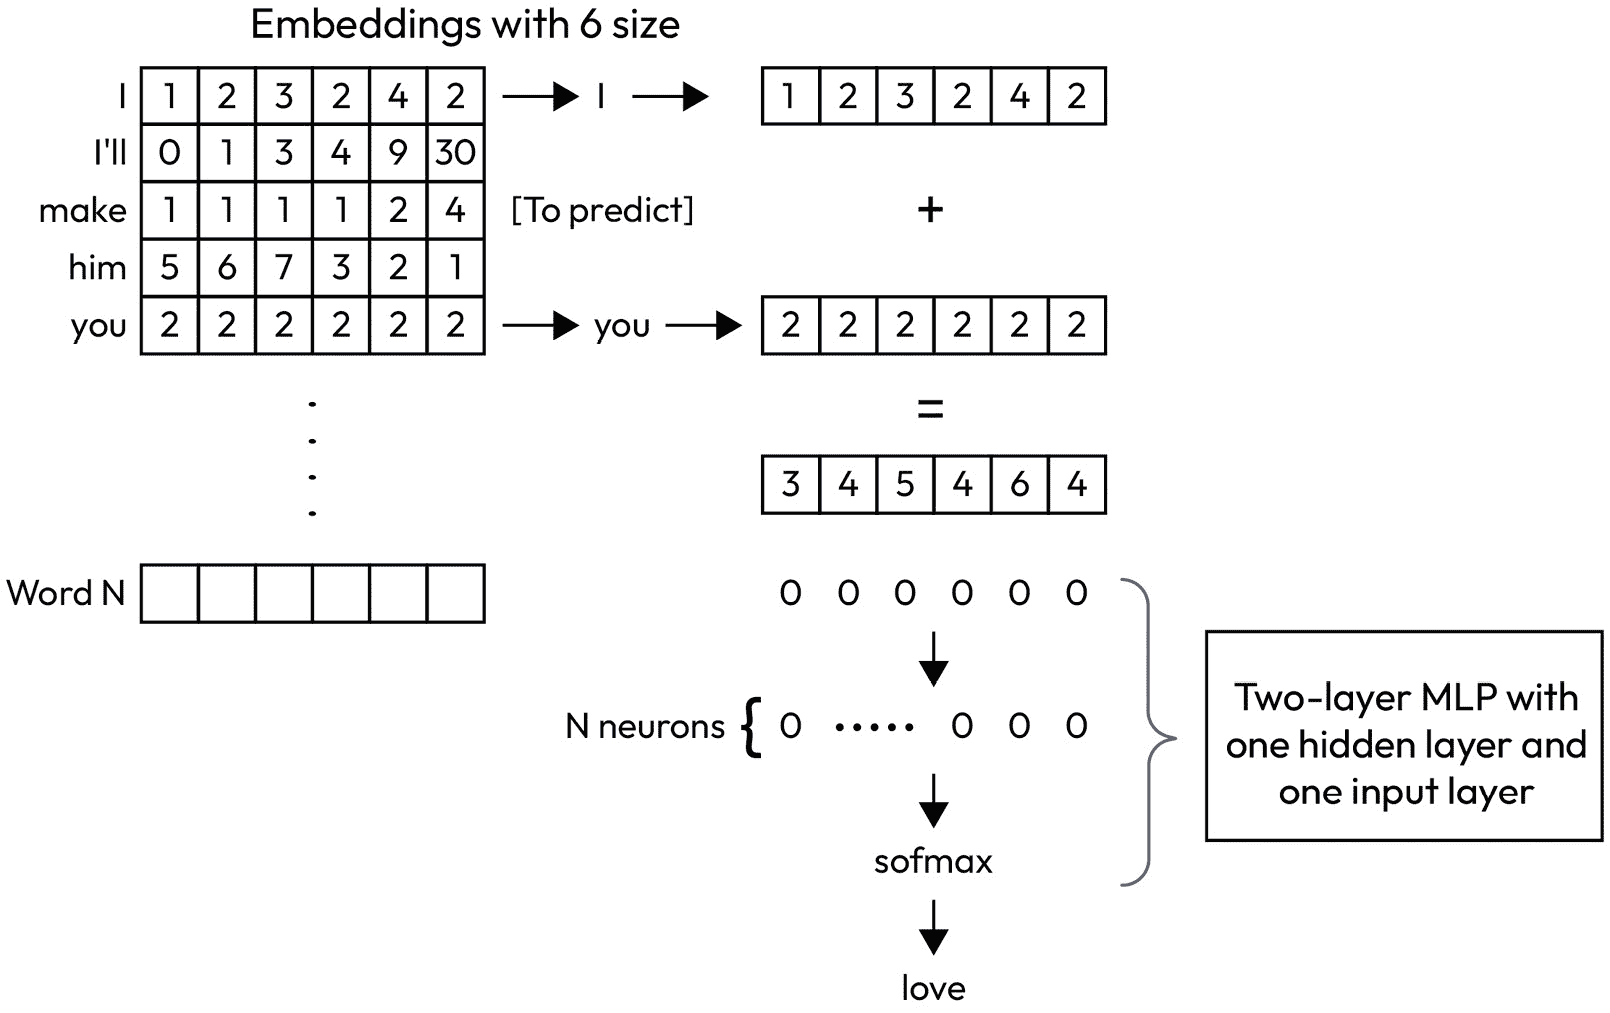 Embeddings with 6 size
I 1 2 3 2 4 2 I 1 2 3 2 4 2
I'll 0 1 3 4 9 30
make 1 1 1 1 2 4 [To predict] +
him 5 6 7 3 2 1
you 2 2 2 2 2 2 you 2 2 2 2 2 2
=
3 4 5 4 6 4
Word N 0 0 0 0 0 0
N neurons { 0 ..... 0 0 0
Two-layer MLP with
one hidden layer and
one input layer
sofmax
love